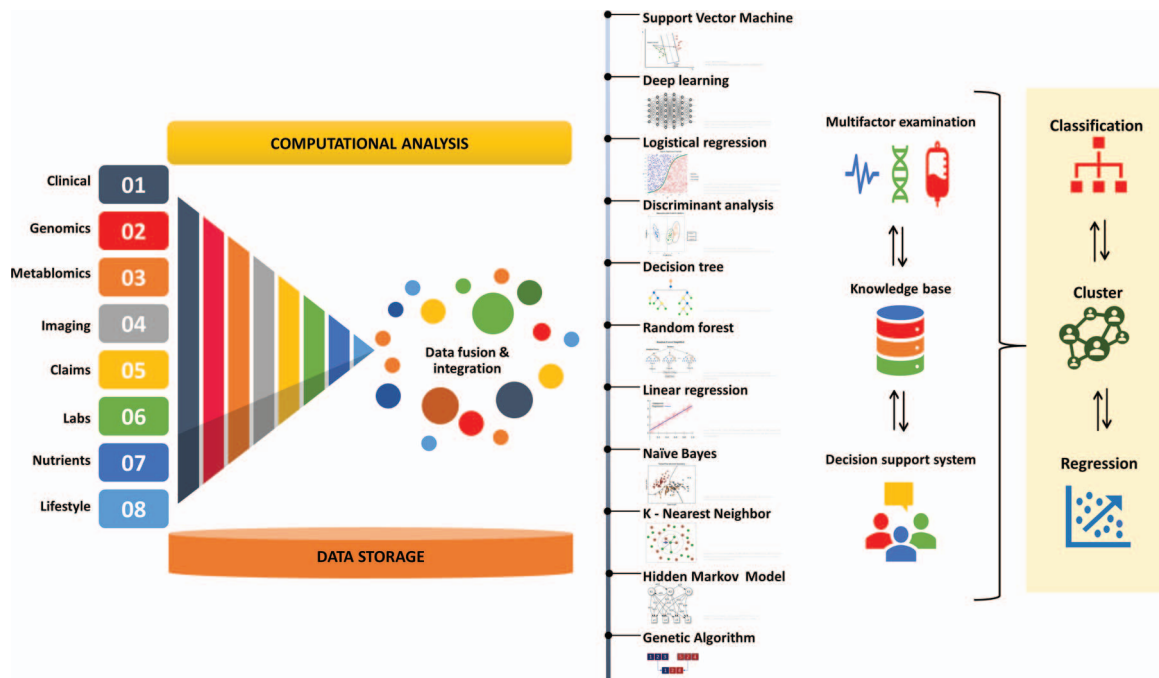 COMPUTATIONAL ANALYSIS
Clinical 01
Genomics 02
Metablomics 03
Imaging 04
Claims 05
Labs 06
Nutrients 07
Lifestyle 08
Data fusion &
integration
DATA STORAGE
Support Vector Machine
Deep learning
Logistical regression
Discriminant analysis
Decision tree
Random forest
Linear regression
Naïve Bayes
K - Nearest Neighbor
Hidden Markov Model
Genetic Algorithm
Multifactor examination
Knowledge base
Decision support system
Classification
Cluster
Regression